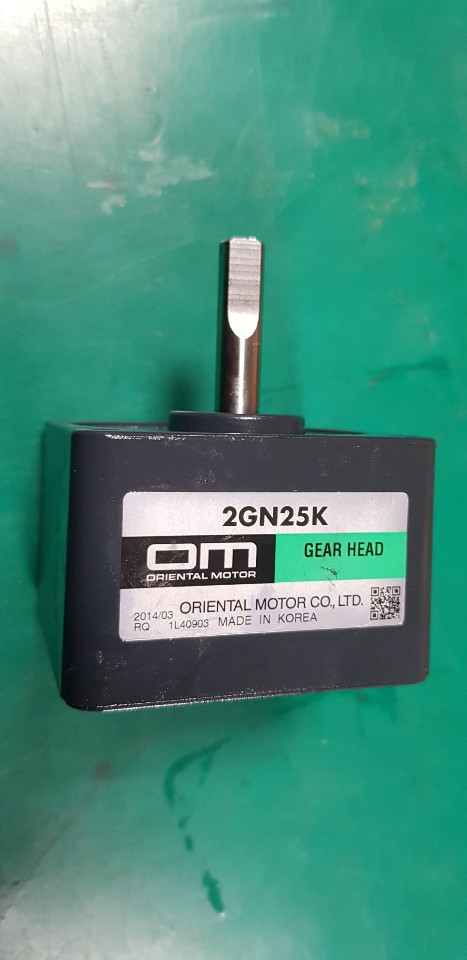 2GN25K
OM
ORIENTAL MOTOR
GEAR HEAD
2014/03 ORIENTAL MOTOR CO., LTD.
RQ 1L40903 MADE IN KOREA